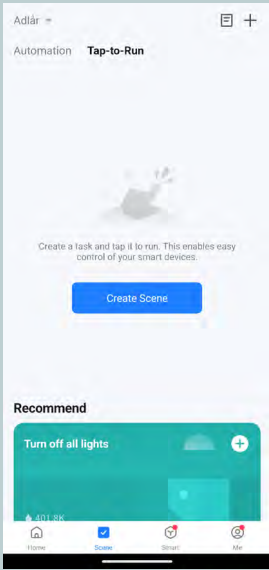 Adlár
Automation Tap-to-Run
Create a task and tap it to run. This enables easy
control of your smart devices.
Create Scene
Recommend
Turn off all lights
401.8K
Home Scene Smart Me